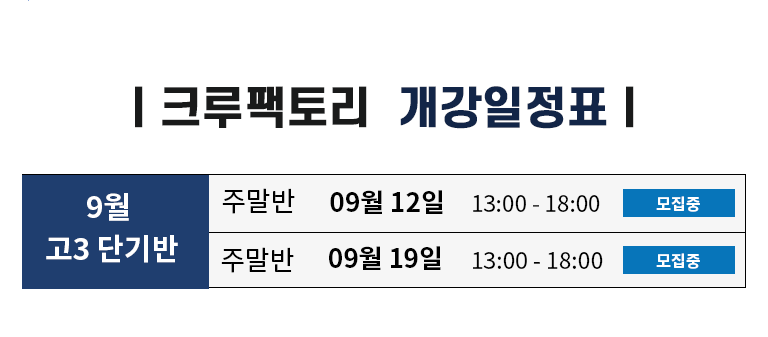 | 크루팩토리 개강일정표 |
9월
고3 단기반
주말반 09월 12일 13:00 - 18:00 모집중
주말반 09월 19일 13:00 - 18:00 모집중